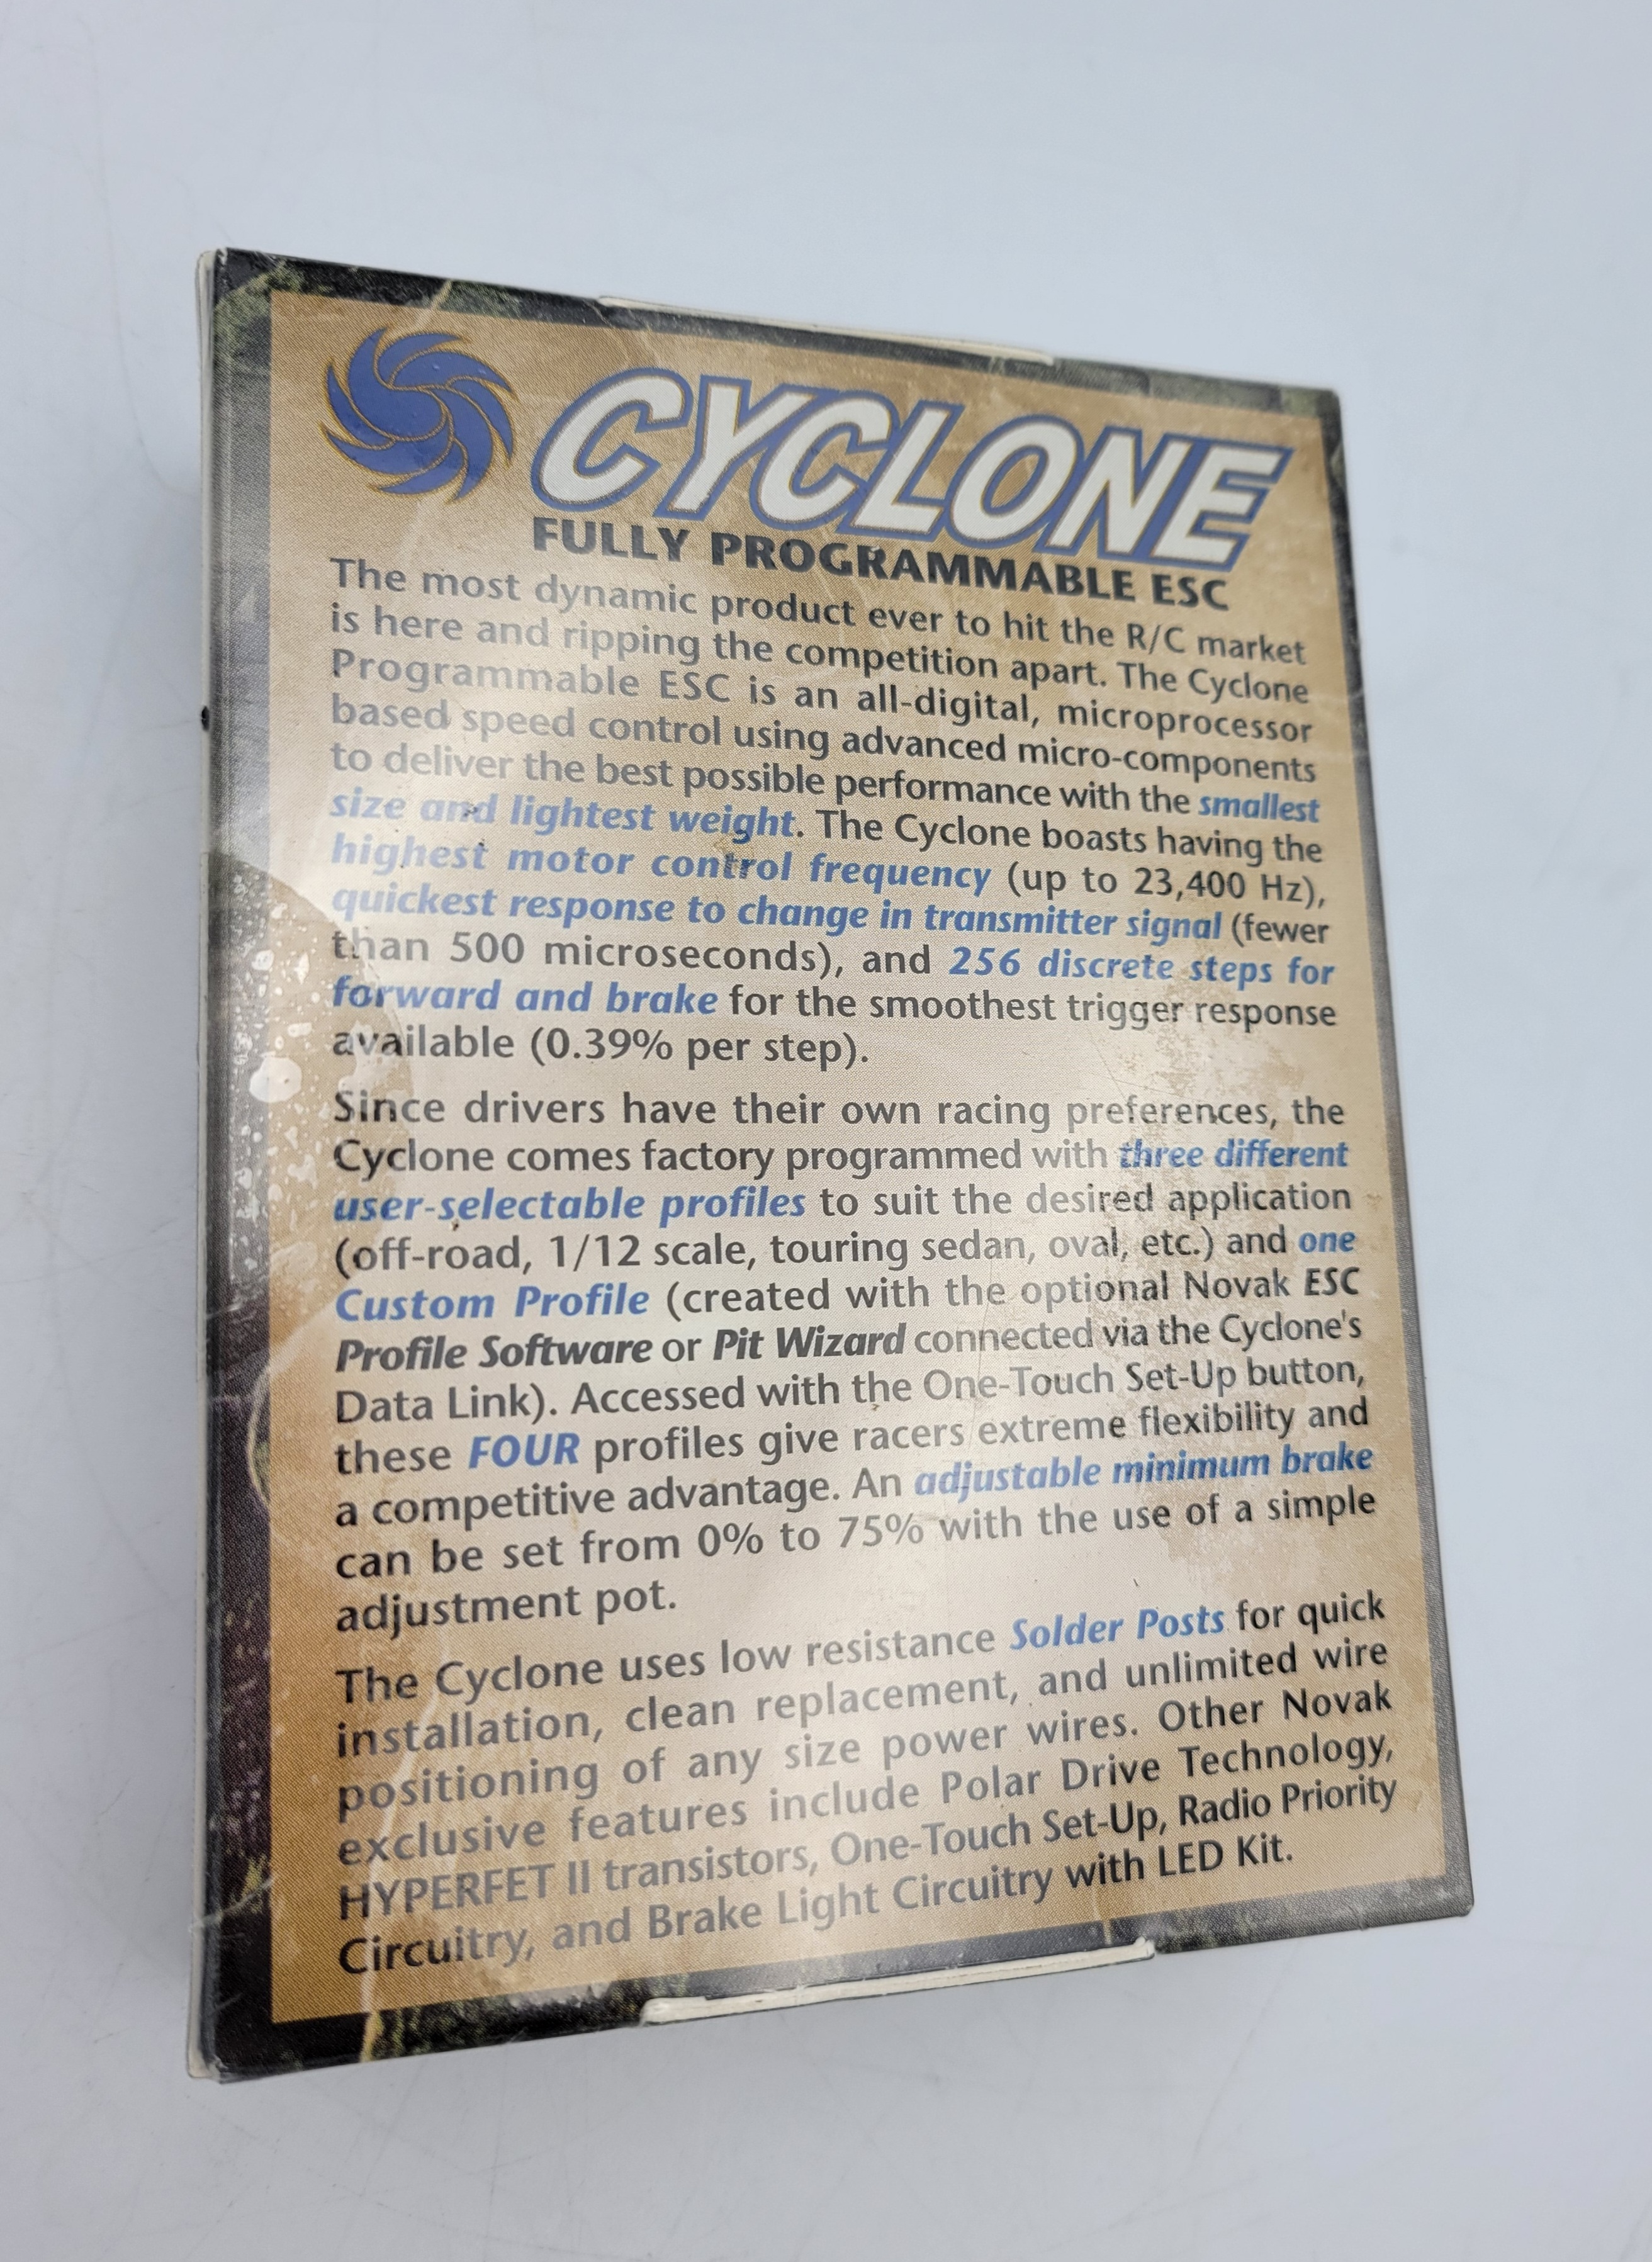 CYCLONE
FULLY PROGRAMMABLE ESC
The most dynamic product ever to hit the R/C market
is here and ripping the competition apart. The Cyclone
Programmable ESC is an all-digital, microprocessor
based speed control using advanced micro-components
to deliver the best possible performance with the smallest
size and lightest weight. The Cyclone boasts having the
highest motor control frequency (up to 23,400 Hz),
quickest response to change in transmitter signal (fewer
than 500 microseconds), and 256 discrete steps for
forward and brake for the smoothest trigger response
available (0.39% per step).
Since drivers have their own racing preferences, the
Cyclone comes factory programmed with three different
user-selectable profiles to suit the desired application
(off-road, 1/12 scale, touring sedan, oval, etc.) and one
Custom Profile (created with the optional Novak ESC
Profile Software or Pit Wizard connected via the Cyclone's
Data Link). Accessed with the One-Touch Set-Up button,
these FOUR profiles give racers extreme flexibility and
a competitive advantage. An adjustable minimum brake
can be set from 0% to 75% with the use of a simple
adjustment pot.
The Cyclone uses low resistance Solder Posts for quick
installation, clean replacement, and unlimited wire
positioning of any size power wires. Other Novak
exclusive features include Polar Drive Technology,
HYPERFET II transistors, One-Touch Set-Up, Radio Priority
Circuitry, and Brake Light Circuitry with LED Kit.